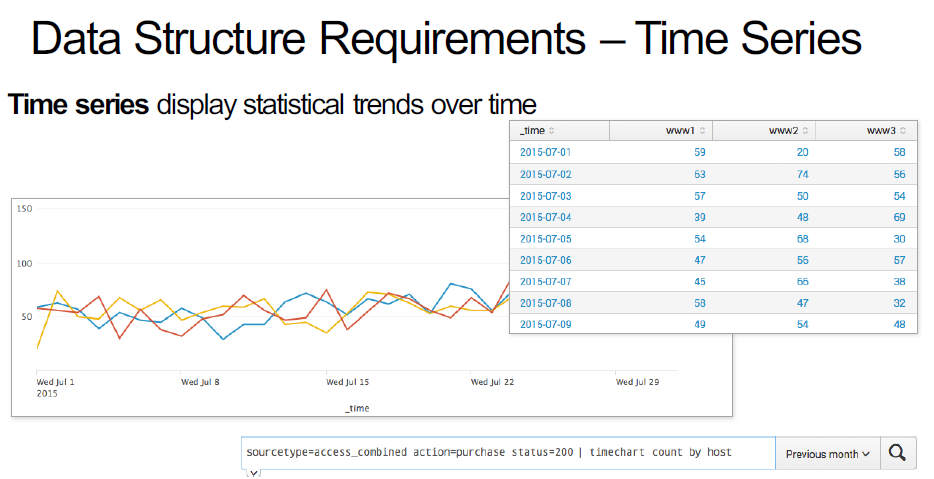 Data Structure Requirements – Time Series
Time series display statistical trends over time
_time www1 www2 www3
2015-07-01 59 20 58
2015-07-02 63 74 56
2015-07-03 57 50 54
2015-07-04 39 48 69
2015-07-05 54 68 30
2015-07-06 47 56 57
2015-07-07 45 66 38
2015-07-08 58 47 32
2015-07-09 49 54 48
150
100
50
Wed Jul 1 Wed Jul 8 Wed Jul 15 Wed Jul 22 Wed Jul 29
2015
_time
sourcetype=access_combined action=purchase status=200 | timechart count by host Previous month